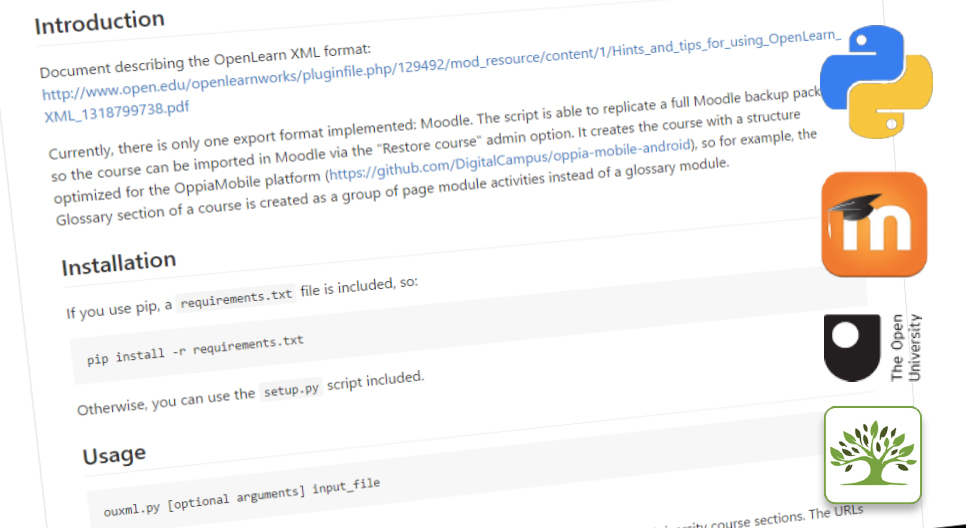 Introduction
Document describing the OpenLearn XML format:
http://www.open.edu/openlearnworks/pluginfile.php/129492/mod_resource/content/1/Hints_and_tips_for_using_OpenLearn_
XML_1318799738.pdf
Currently, there is only one export format implemented: Moodle. The script is able to replicate a full Moodle backup pack
so the course can be imported in Moodle via the "Restore course" admin option. It creates the course with a structure
optimized for the OppiaMobile platform (https://github.com/DigitalCampus/oppia-mobile-android), so for example, the
Glossary section of a course is created as a group of page module activities instead of a glossary module.
Installation
If you use pip, a requirements.txt file is included, so:
pip install -r requirements.txt
Otherwise, you can use the setup.py script included.
Usage
ouxml.py [optional arguments] input_file
course sections. The URLs
m
The Open
University